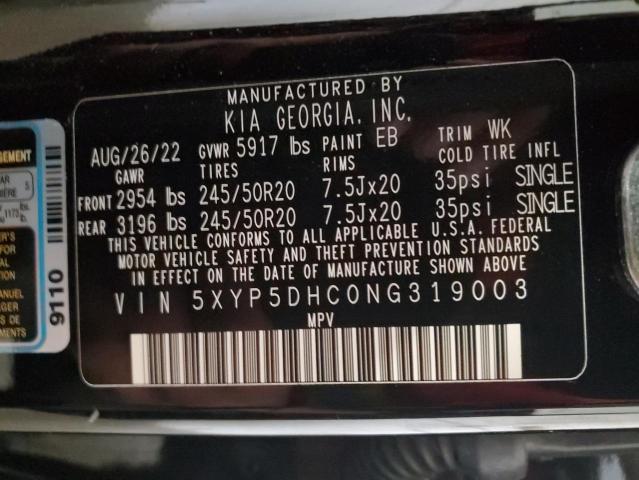 MANUFACTURED BY
KIA GEORGIA, INC.
AUG/26/22 GVWR 5917 lbs PAINT EB TRIM WK
GAWR TIRES RIMS COLD TIRE INFL
FRONT 2954 lbs 245/50R20 7.5Jx20 35psi SINGLE
REAR 3196 lbs 245/50R20 7.5Jx20 35psi SINGLE
THIS VEHICLE CONFORMS TO ALL APPLICABLE U.S.A. FEDERAL
MOTOR VEHICLE SAFETY AND THEFT PREVENTION STANDARDS
IN EFFECT ON THE DATE OF MANUFACTURE SHOWN ABOVE
VIN 5XYP5DHC0NG319003
MPV
9110